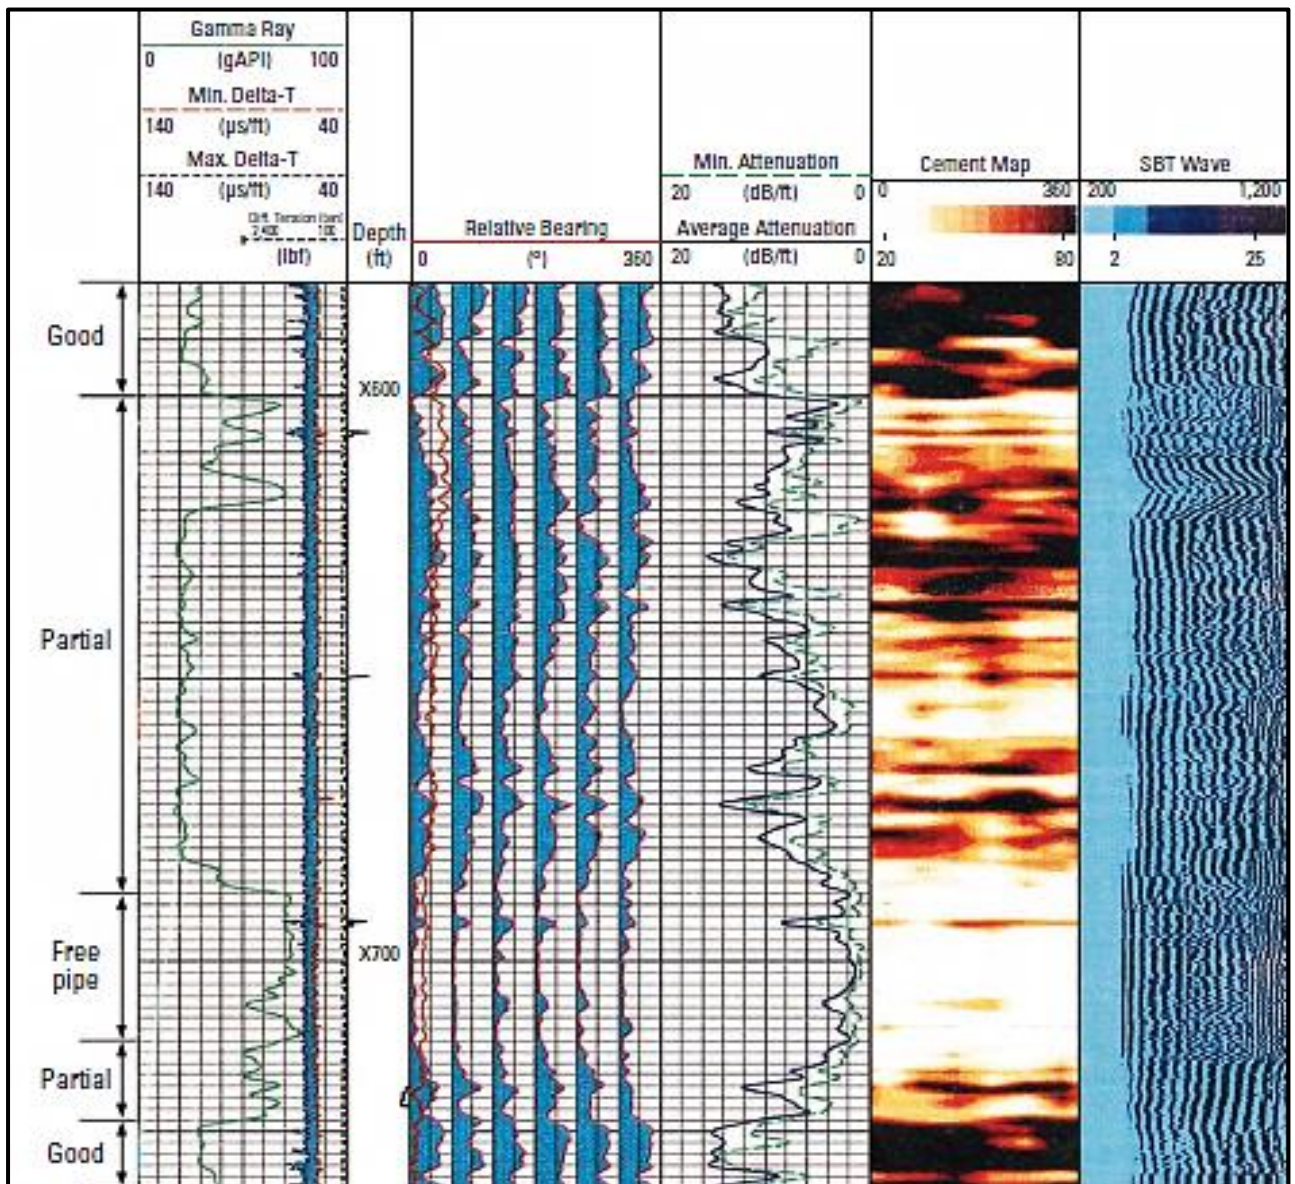 Gamma Ray
0 (gAPI) 100
Min. Delta-T
140 (µs/ft) 40
Max. Delta-T
140 (µs/ft) 40
Diff. Tension
(lbf)
Depth
(ft)
Relative Bearing
0 (°) 360
Min. Attenuation
20 (dB/ft) 0
Average Attenuation
20 (dB/ft) 0
Cement Map
0 360
20 80
SBT Wave
200 1,200
2 25
Good
X600
Partial
Free
pipe
X700
Partial
Good